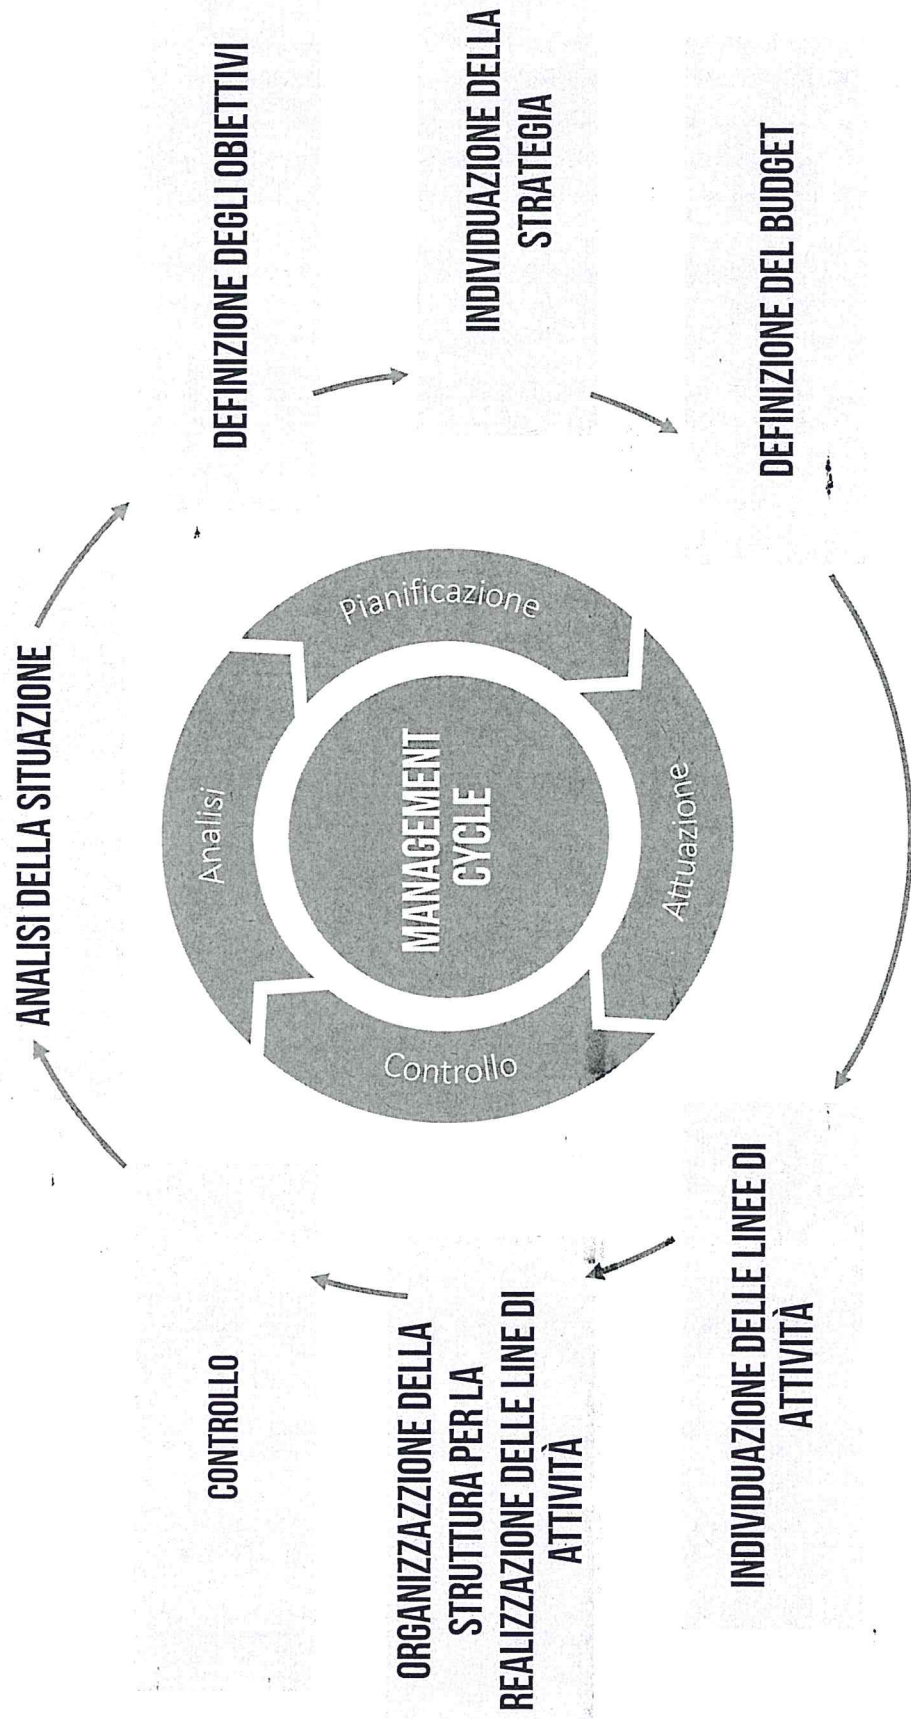 ANALISI DELLA SITUAZIONE
DEFINIZIONE DEGLI OBIETTIVI
INDIVIDUAZIONE DELLA
STRATEGIA
DEFINIZIONE DEL BUDGET
INDIVIDUAZIONE DELLE LINEE DI
ATTIVITÀ
ORGANIZZAZZIONE DELLA
STRUTTURA PER LA
REALIZZAZIONE DELLE LINE DI
ATTIVITÀ
CONTROLLO
Analisi
Pianificazione
Attuazione
Controllo
MANAGEMENT
CYCLE